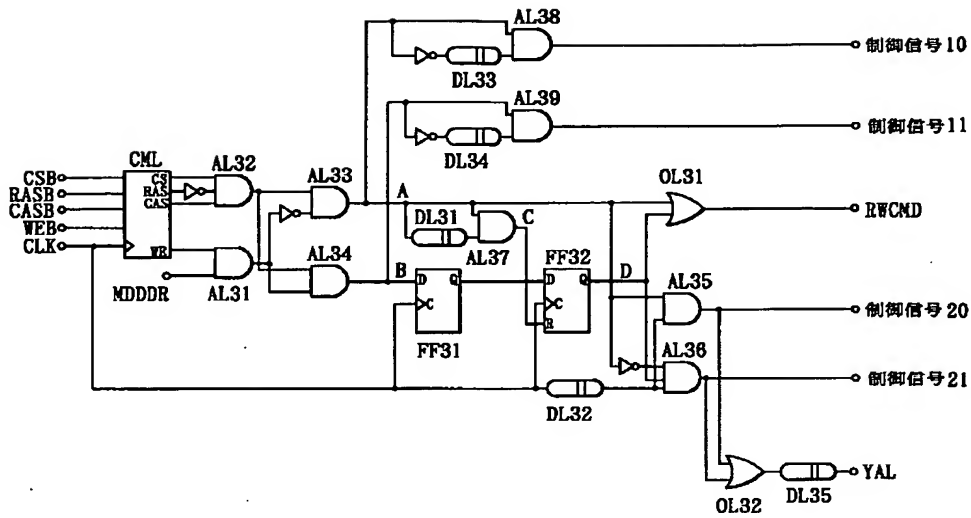 AL38
制御信号10
DL33
AL39
制御信号11
DL34
CML
AL32
AL33
OL31
CSB
RASB
CASB
WEB
CLK
CS
RAS
CAS
WE
A
DL31
C
AL37
RWCMD
AL34
MDDDR
AL31
B
D
Q
C
FF31
FF32
D
Q
C
R
D
AL35
制御信号20
AL36
制御信号21
DL32
OL32
DL35
YAL